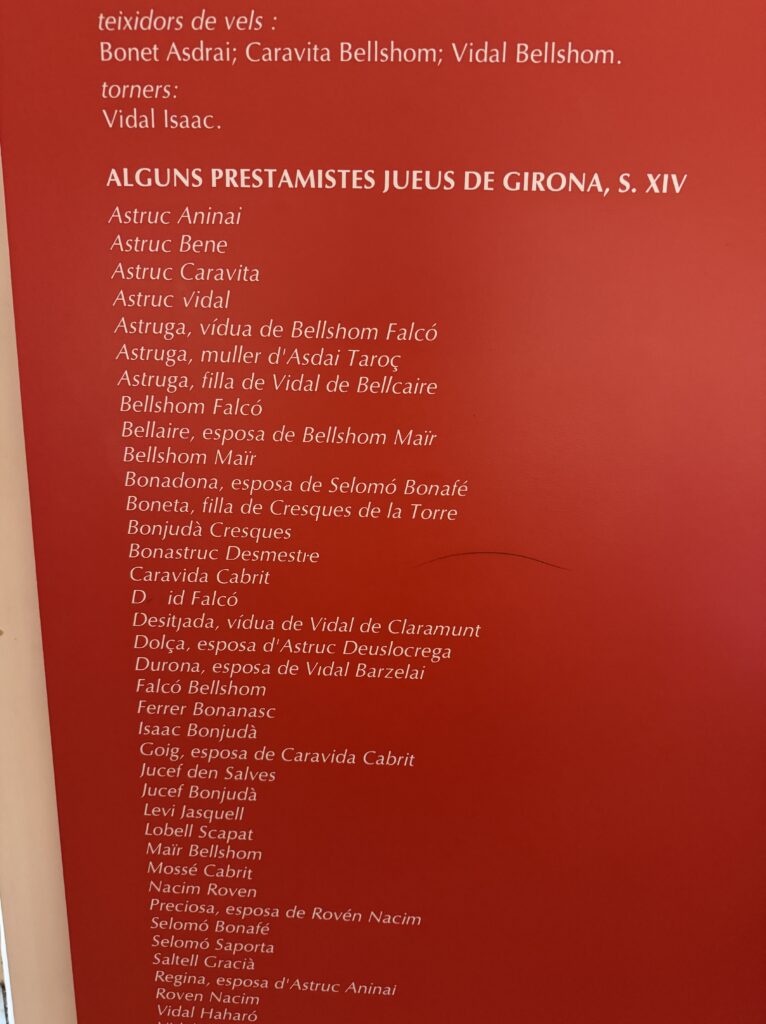 teixidors de vels :
Bonet Asdrai; Caravita Bellshom; Vidal Bellshom.
torners:
Vidal Isaac.
ALGUNS PRESTAMISTES JUEUS DE GIRONA, S. XIV
Astruc Aninai
Astruc Bene
Astruc Caravita
Astruc Vidal
Astruga, vídua de Bellshom Falcó
Astruga, muller d'Asdai Taroç
Astruga, filla de Vidal de Bellcaire
Bellshom Falcó
Bellaire, esposa de Bellshom Maïr
Bellshom Maïr
Bonadona, esposa de Selomó Bonafé
Boneta, filla de Cresques de la Torre
Bonjudà Cresques
Bonastruc Desmestre
Caravida Cabrit
D id Falcó
Desitjada, vídua de Vidal de Claramunt
Dolça, esposa d'Astruc Deuslocrega
Durona, esposa de Vidal Barzelai
Falcó Bellshom
Ferrer Bonanasc
Isaac Bonjudà
Goig, esposa de Caravida Cabrit
Jucef den Salves
Jucef Bonjudà
Levi Jasquell
Lobell Scapat
Maïr Bellshom
Mossé Cabrit
Nacim Roven
Preciosa, esposa de Rovén Nacim
Selomó Bonafé
Selomó Saporta
Saltell Gracià
Regina, esposa d'Astruc Aninai
Roven Nacim
Vidal Haharó